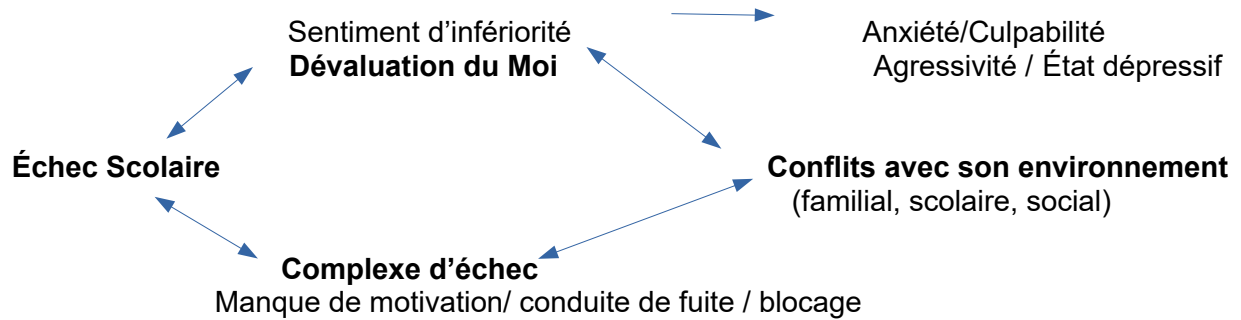 Sentiment d’infériorité
Dévaluation du Moi
Anxiété/Culpabilité
Agressivité / État dépressif
Échec Scolaire
Conflits avec son environnement
(familial, scolaire, social)
Complexe d’échec
Manque de motivation/ conduite de fuite / blocage